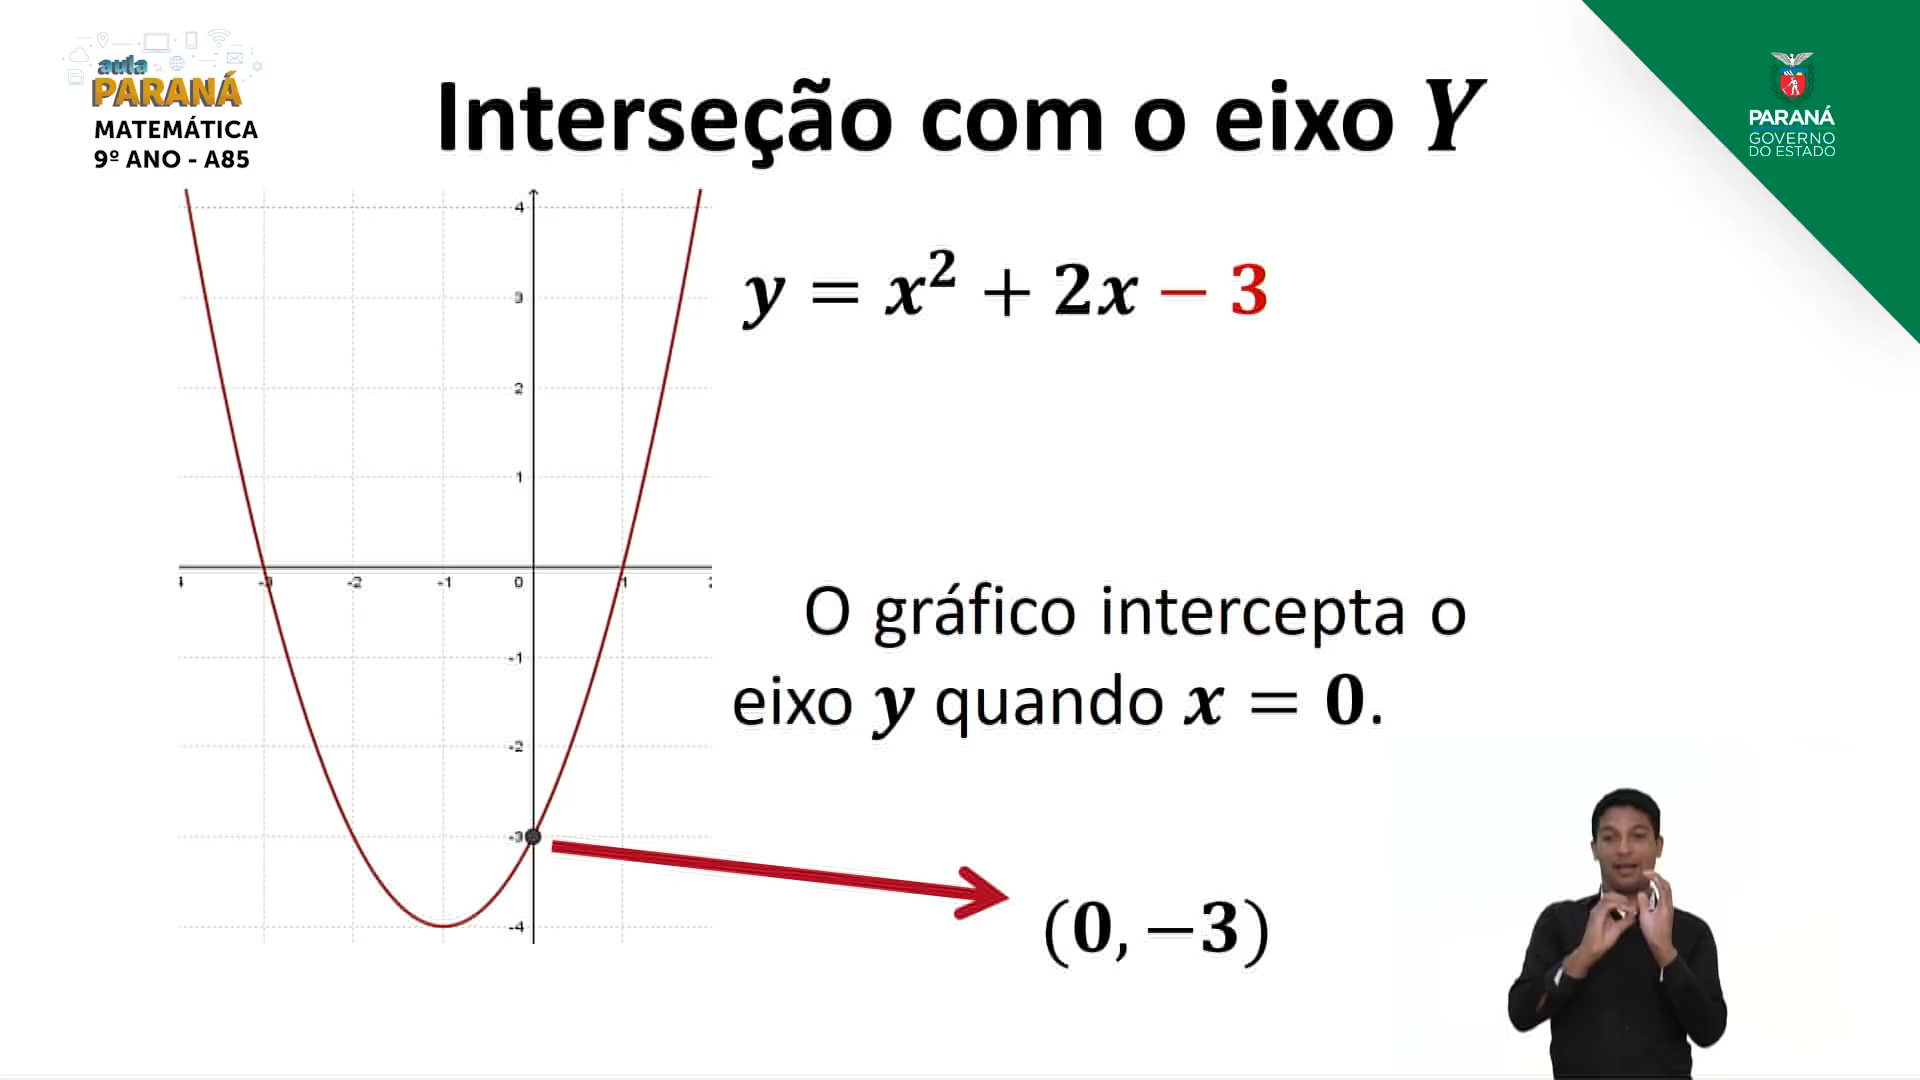 aula
PARANÁ
MATEMÁTICA
9º ANO - A85
Interseção com o eixo Y
PARANÁ
GOVERNO
DO ESTADO
y = x² + 2x − 3
4
3
2
1
-3 -2 -1 0 1
-1
-2
-3
-4
O gráfico intercepta o
eixo y quando x = 0.
(0, −3)